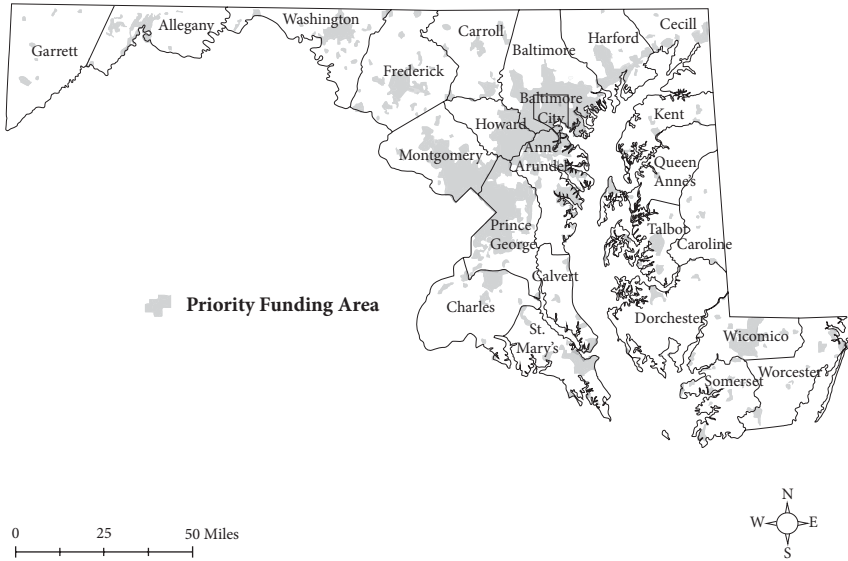 Garrett
Allegany
Washington
Frederick
Carroll
Baltimore
Harford
Cecill
Baltimore
City
Howard
Montgomery
Anne
Arundel
Kent
Queen
Anne's
Prince
George
Talbot
Caroline
Calvert
Charles
St.
Mary's
Dorchester
Wicomico
Somerset
Worcester
Priority Funding Area
0 25 50 Miles
N
W E
S